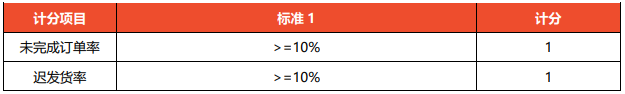 计分项目 标准 1 计分
未完成订单率 >=10% 1
迟发货率 >=10% 1